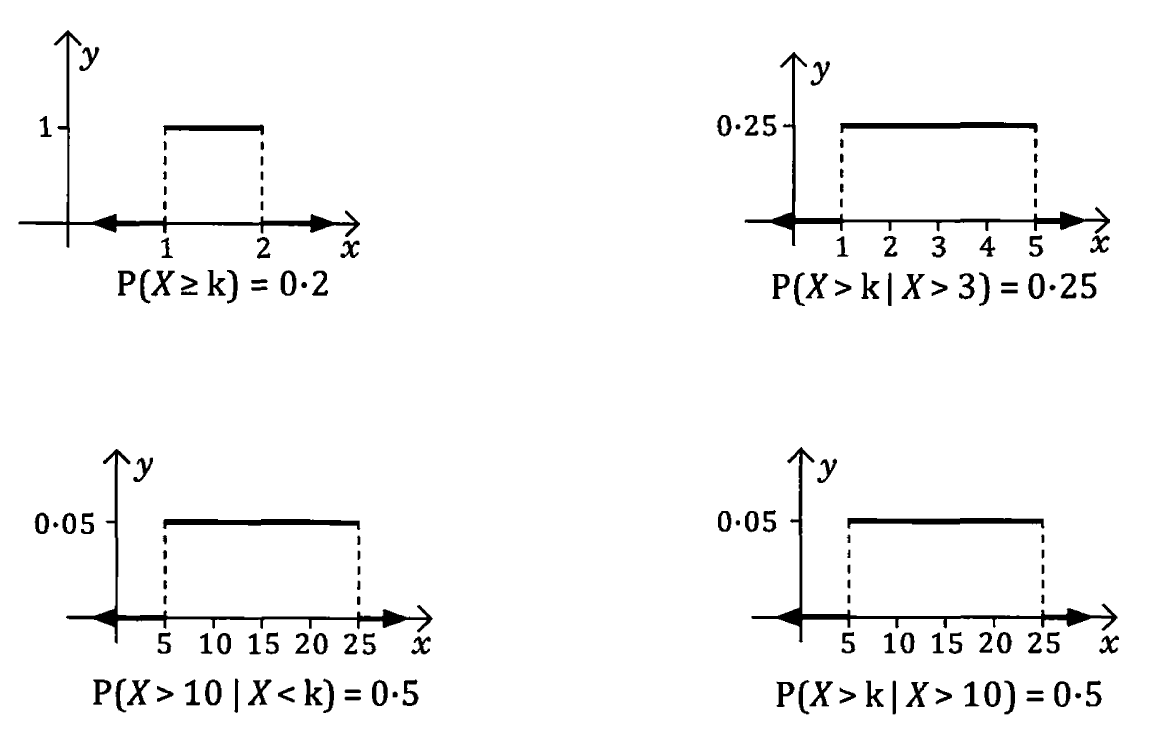 y
1
1 2 x
P(X ≥ k) = 0·2
y
0·25
1 2 3 4 5 x
P(X > k | X > 3) = 0·25
y
0·05
5 10 15 20 25 x
P(X > 10 | X < k) = 0·5
y
0·05
5 10 15 20 25 x
P(X > k | X > 10) = 0·5